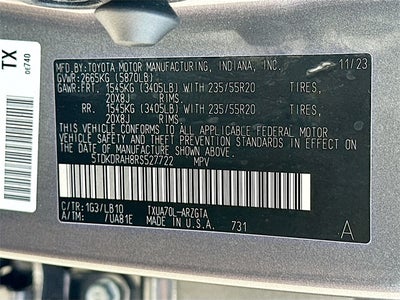 TX
0E740
MFD.BY:TOYOTA MOTOR MANUFACTURING, INDIANA, INC. 11/23
GVWR:2665KG (5870LB)
GAWR:FRT. 1545KG (3405LB) WITH 235/55R20 TIRES,
20X8J RIMS.
RR. 1545KG (3405LB) WITH 235/55R20 TIRES,
20X8J RIMS.
THIS VEHICLE CONFORMS TO ALL APPLICABLE FEDERAL MOTOR
VEHICLE SAFETY AND THEFT PREVENTION STANDARDS IN EFFECT
ON THE DATE OF MANUFACTURE SHOWN ABOVE.
5TDKDRAH8RS527722 MPV
C/TR:1G3/LB10 TXUA70L-ARZGTA
A/TM: /UA81E MADE IN U.S.A. 731 A